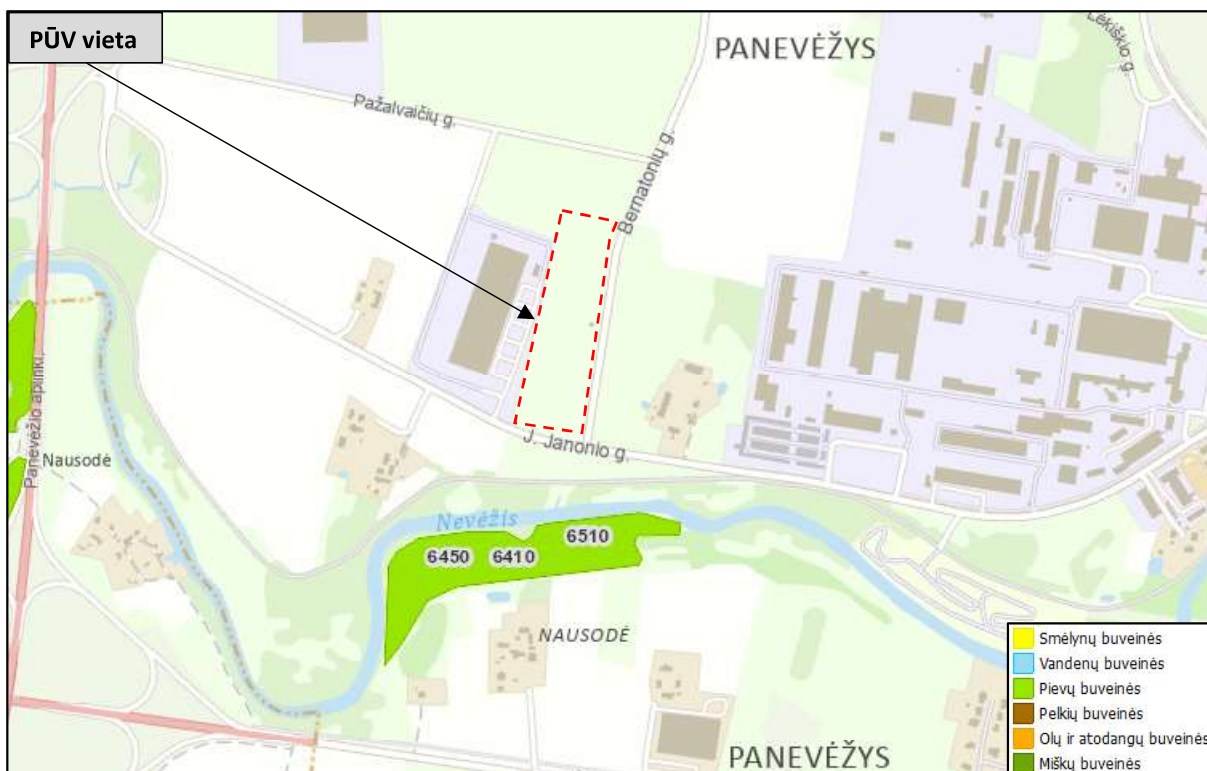 PŪV vieta
PANEVĖŽYS
Lėkiškio g.
Pažalvaičių g.
Bernatonių g.
Panevėžio aplinkl.
Nausodė
J. Janonio g.
Nevėžis
6450 6410 6510
NAUSODĖ
PANEVĖŽYS
Smėlynų buveinės
Vandenų buveinės
Pievų buveinės
Pelkių buveinės
Olų ir atodangų buveinės
Miškų buveinės